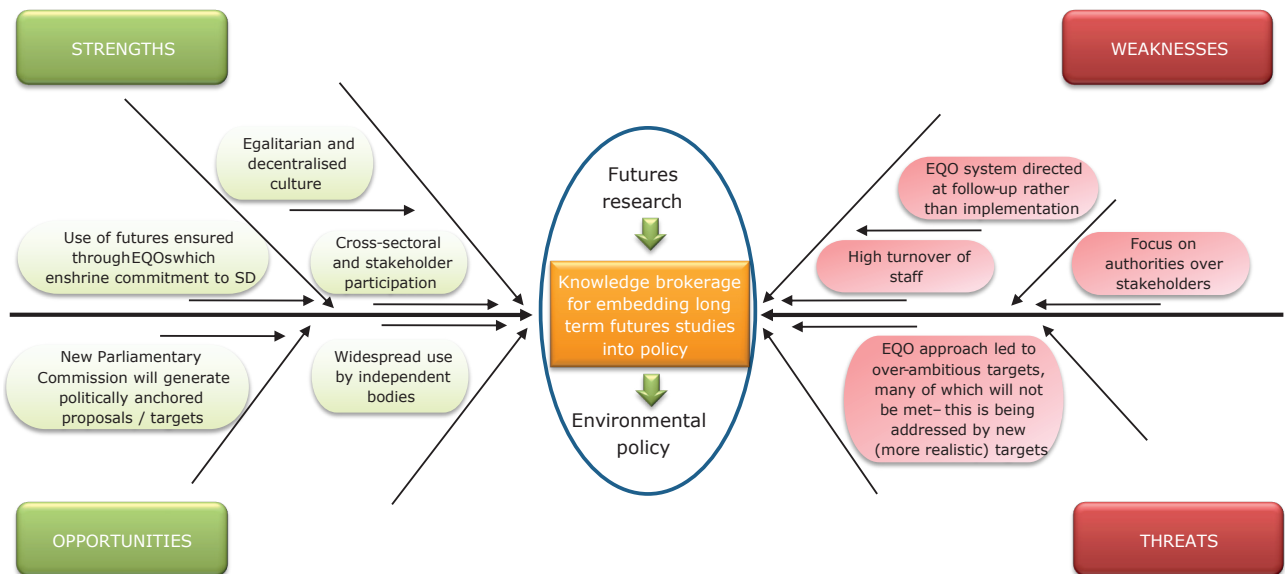 STRENGTHS
WEAKNESSES
Egalitarian and
decentralised
culture
Use of futures ensured
throughEQOswhich
enshrine commitment to SD
Cross-sectoral
and stakeholder
participation
New Parliamentary
Commission will generate
politically anchored
proposals / targets
Widespread use
by independent
bodies
Futures
research
Knowledge brokerage
for embedding long
term futures studies
into policy
Environmental
policy
EQO system directed
at follow-up rather
than implementation
High turnover of
staff
Focus on
authorities over
stakeholders
EQO approach led to
over-ambitious targets,
many of which will not
be met– this is being
addressed by new
(more realistic) targets
OPPORTUNITIES
THREATS